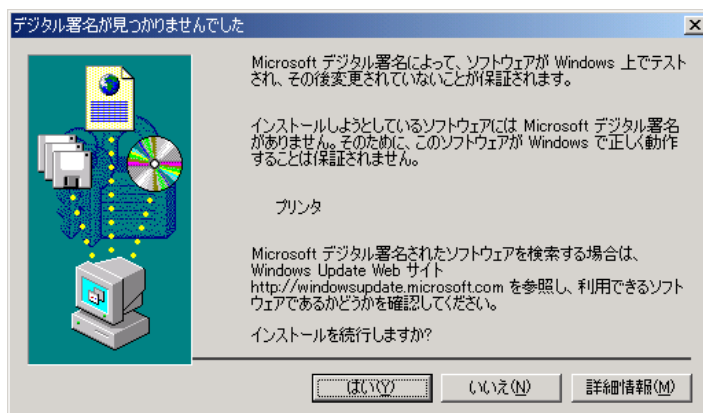 デジタル署名が見つかりませんでした
Microsoft デジタル署名によって、ソフトウェアが Windows 上でテスト
され、その後変更されていないことが保証されます。
インストールしようとしているソフトウェアには Microsoft デジタル署名
がありません。そのために、このソフトウェアが Windows で正しく動作
することは保証されません。
プリンタ
Microsoft デジタル署名されたソフトウェアを検索する場合は、
Windows Update Web サイト
http://windowsupdate.microsoft.com を参照し、利用できるソフト
ウェアであるかどうかを確認してください。
インストールを続行しますか?
はい(Y) いいえ(N) 詳細情報(M)